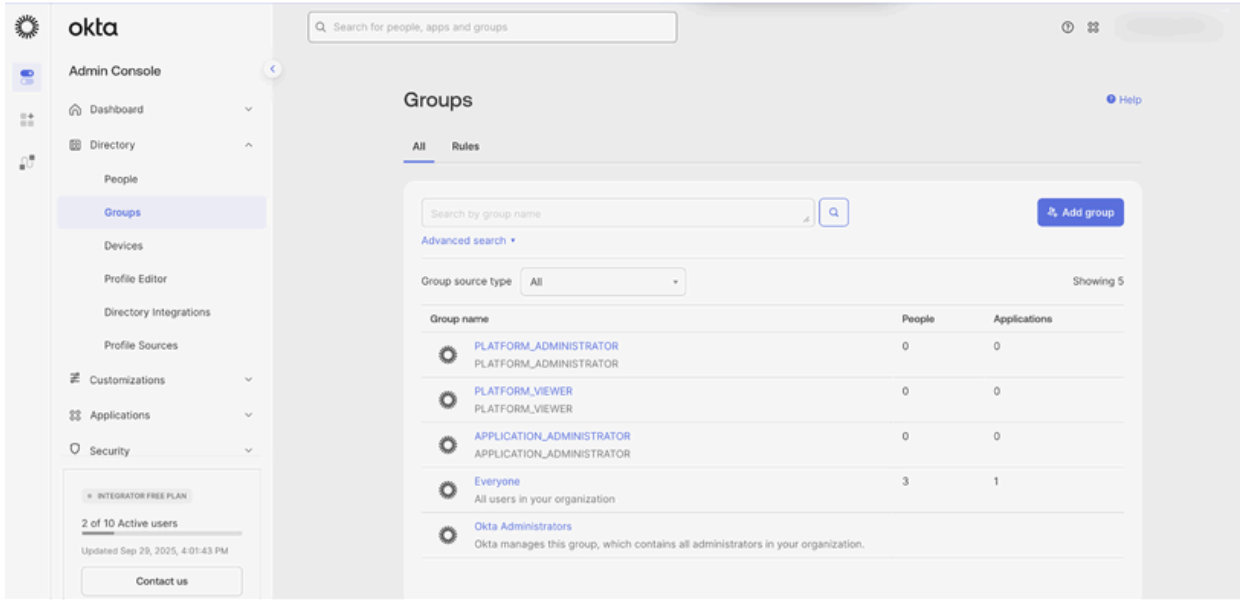 okta
Search for people, apps and groups
Admin Console
Dashboard
Directory
People
Groups
Devices
Profile Editor
Directory Integrations
Profile Sources
Customizations
Applications
Security
INTEGRATOR FREE PLAN
2 of 10 Active users
Updated Sep 29, 2025, 4:01:43 PM
Contact us
Groups
Help
All Rules
Search by group name
Add group
Advanced search
Group source type All Showing 5
Group name People Applications
PLATFORM_ADMINISTRATOR 0 0
PLATFORM_ADMINISTRATOR
PLATFORM_VIEWER 0 0
PLATFORM_VIEWER
APPLICATION_ADMINISTRATOR 0 0
APPLICATION_ADMINISTRATOR
Everyone 3 1
All users in your organization
Okta Administrators
Okta manages this group, which contains all administrators in your organization.